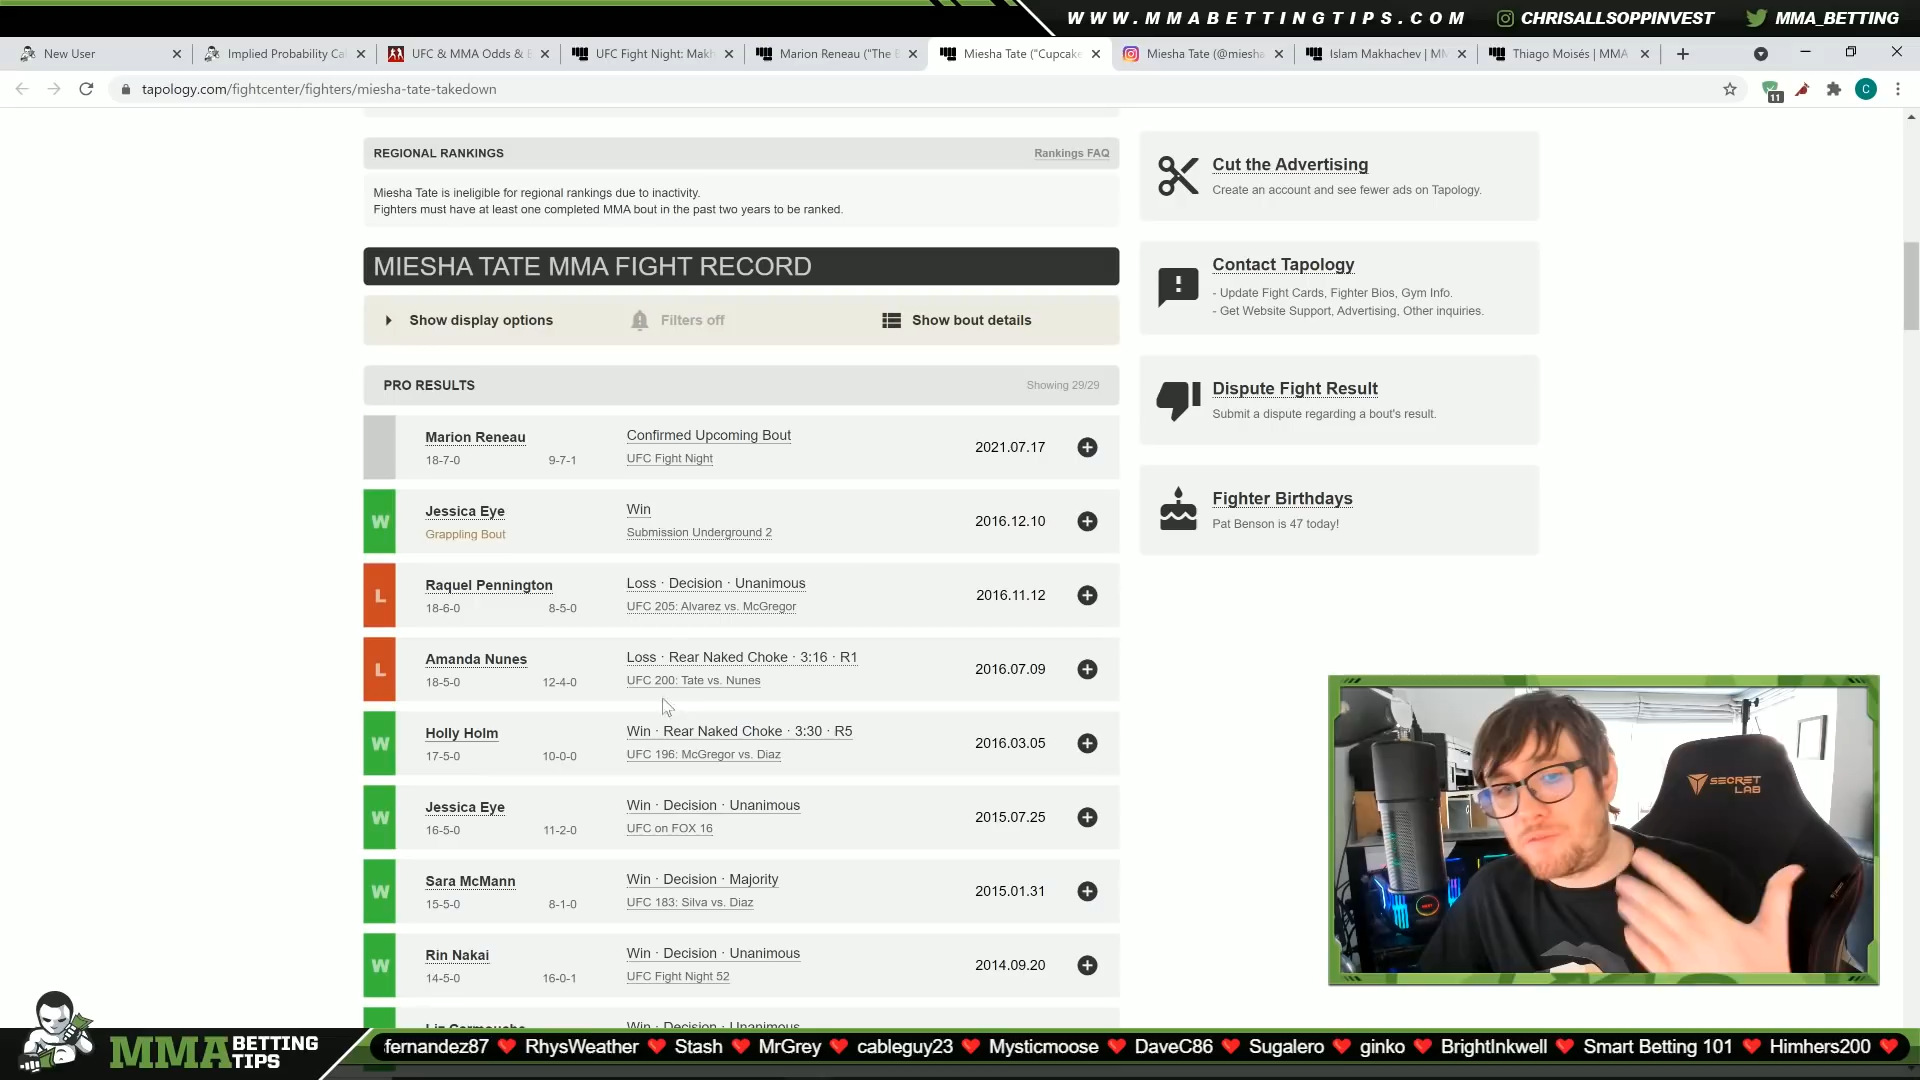 WWW.MMABETTINGTIPS.COM CHRISALLSOPPINVEST MMA_BETTING
New User
Implied Probability Ca
UFC & MMA Odds & B
UFC Fight Night: Makh
Marion Reneau ("The B
Miesha Tate ("Cupcake
Miesha Tate (@miesha
Islam Makhachev | MM
Thiago Moisés | MMA
tapology.com/fightcenter/fighters/miesha-tate-takedown
11
C
REGIONAL RANKINGS
Rankings FAQ
Miesha Tate is ineligible for regional rankings due to inactivity.
Fighters must have at least one completed MMA bout in the past two years to be ranked.
MIESHA TATE MMA FIGHT RECORD
Show display options
Filters off
Show bout details
PRO RESULTS
Showing 29/29
Marion Reneau
18-7-0 9-7-1
Confirmed Upcoming Bout
UFC Fight Night
2021.07.17
W
Jessica Eye
Grappling Bout
Win
Submission Underground 2
2016.12.10
L
Raquel Pennington
18-6-0 8-5-0
Loss · Decision · Unanimous
UFC 205: Alvarez vs. McGregor
2016.11.12
L
Amanda Nunes
18-5-0 12-4-0
Loss · Rear Naked Choke · 3:16 · R1
UFC 200: Tate vs. Nunes
2016.07.09
W
Holly Holm
17-5-0 10-0-0
Win · Rear Naked Choke · 3:30 · R5
UFC 196: McGregor vs. Diaz
2016.03.05
W
Jessica Eye
16-5-0 11-2-0
Win · Decision · Unanimous
UFC on FOX 16
2015.07.25
W
Sara McMann
15-5-0 8-1-0
Win · Decision · Majority
UFC 183: Silva vs. Diaz
2015.01.31
W
Rin Nakai
14-5-0 16-0-1
Win · Decision · Unanimous
UFC Fight Night 52
2014.09.20
Liz Carmouche
Win · Decision · Unanimous
Cut the Advertising
Create an account and see fewer ads on Tapology.
Contact Tapology
- Update Fight Cards, Fighter Bios, Gym Info.
- Get Website Support, Advertising, Other inquiries.
Dispute Fight Result
Submit a dispute regarding a bout's result.
Fighter Birthdays
Pat Benson is 47 today!
SECRET
LAB
MMA BETTING
TIPS
fernandez87 RhysWeather Stash MrGrey cableguy23 Mysticmoose DaveC86 Sugalero ginko BrightInkwell Smart Betting 101 Himhers200